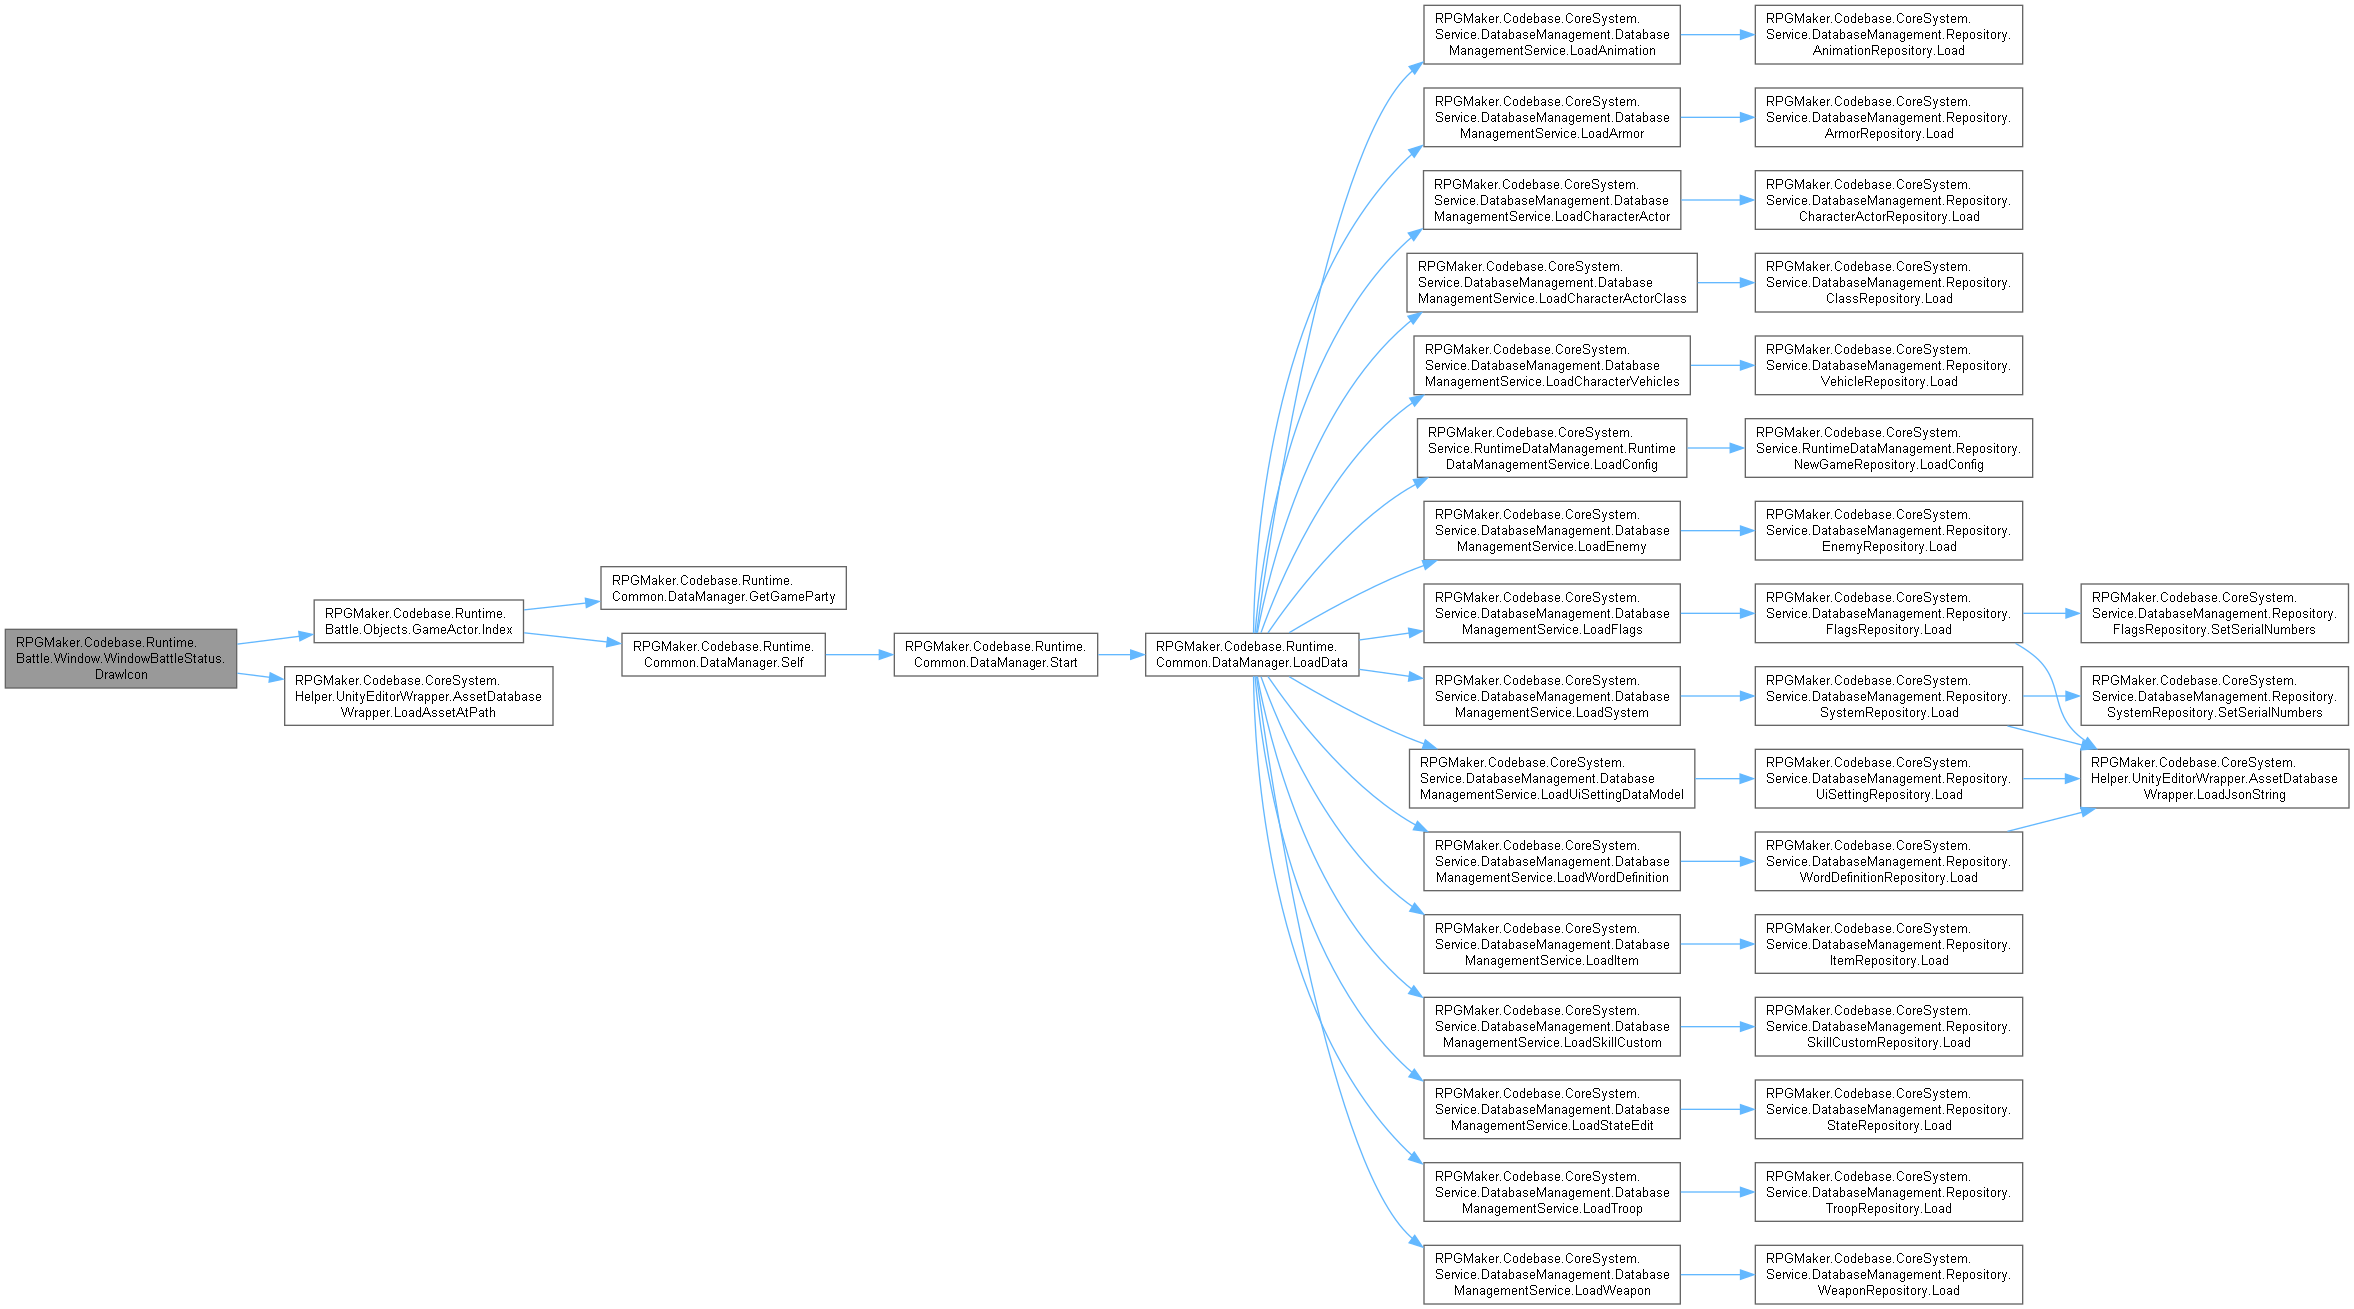 RPGMaker.Codebase.Runtime.
Battle.Window.WindowBattleStatus.
DrawIcon
RPGMaker.Codebase.Runtime.
Battle.Objects.GameActor.Index
RPGMaker.Codebase.CoreSystem.
Helper.UnityEditorWrapper.AssetDatabase
Wrapper.LoadAssetAtPath
RPGMaker.Codebase.Runtime.
Common.DataManager.GetGameParty
RPGMaker.Codebase.Runtime.
Common.DataManager.Self
RPGMaker.Codebase.Runtime.
Common.DataManager.Start
RPGMaker.Codebase.Runtime.
Common.DataManager.LoadData
RPGMaker.Codebase.CoreSystem.
Service.DatabaseManagement.Database
ManagementService.LoadAnimation
RPGMaker.Codebase.CoreSystem.
Service.DatabaseManagement.Repository.
AnimationRepository.Load
RPGMaker.Codebase.CoreSystem.
Service.DatabaseManagement.Database
ManagementService.LoadArmor
RPGMaker.Codebase.CoreSystem.
Service.DatabaseManagement.Repository.
ArmorRepository.Load
RPGMaker.Codebase.CoreSystem.
Service.DatabaseManagement.Database
ManagementService.LoadCharacterActor
RPGMaker.Codebase.CoreSystem.
Service.DatabaseManagement.Repository.
CharacterActorRepository.Load
RPGMaker.Codebase.CoreSystem.
Service.DatabaseManagement.Database
ManagementService.LoadCharacterActorClass
RPGMaker.Codebase.CoreSystem.
Service.DatabaseManagement.Repository.
ClassRepository.Load
RPGMaker.Codebase.CoreSystem.
Service.DatabaseManagement.Database
ManagementService.LoadCharacterVehicles
RPGMaker.Codebase.CoreSystem.
Service.DatabaseManagement.Repository.
VehicleRepository.Load
RPGMaker.Codebase.CoreSystem.
Service.RuntimeDataManagement.Runtime
DataManagementService.LoadConfig
RPGMaker.Codebase.CoreSystem.
Service.RuntimeDataManagement.Repository.
NewGameRepository.LoadConfig
RPGMaker.Codebase.CoreSystem.
Service.DatabaseManagement.Database
ManagementService.LoadEnemy
RPGMaker.Codebase.CoreSystem.
Service.DatabaseManagement.Repository.
EnemyRepository.Load
RPGMaker.Codebase.CoreSystem.
Service.DatabaseManagement.Database
ManagementService.LoadFlags
RPGMaker.Codebase.CoreSystem.
Service.DatabaseManagement.Repository.
FlagsRepository.Load
RPGMaker.Codebase.CoreSystem.
Service.DatabaseManagement.Repository.
FlagsRepository.SetSerialNumbers
RPGMaker.Codebase.CoreSystem.
Service.DatabaseManagement.Database
ManagementService.LoadSystem
RPGMaker.Codebase.CoreSystem.
Service.DatabaseManagement.Repository.
SystemRepository.Load
RPGMaker.Codebase.CoreSystem.
Service.DatabaseManagement.Repository.
SystemRepository.SetSerialNumbers
RPGMaker.Codebase.CoreSystem.
Service.DatabaseManagement.Database
ManagementService.LoadUiSettingDataModel
RPGMaker.Codebase.CoreSystem.
Service.DatabaseManagement.Repository.
UiSettingRepository.Load
RPGMaker.Codebase.CoreSystem.
Helper.UnityEditorWrapper.AssetDatabase
Wrapper.LoadJsonString
RPGMaker.Codebase.CoreSystem.
Service.DatabaseManagement.Database
ManagementService.LoadWordDefinition
RPGMaker.Codebase.CoreSystem.
Service.DatabaseManagement.Repository.
WordDefinitionRepository.Load
RPGMaker.Codebase.CoreSystem.
Service.DatabaseManagement.Database
ManagementService.LoadItem
RPGMaker.Codebase.CoreSystem.
Service.DatabaseManagement.Repository.
ItemRepository.Load
RPGMaker.Codebase.CoreSystem.
Service.DatabaseManagement.Database
ManagementService.LoadSkillCustom
RPGMaker.Codebase.CoreSystem.
Service.DatabaseManagement.Repository.
SkillCustomRepository.Load
RPGMaker.Codebase.CoreSystem.
Service.DatabaseManagement.Database
ManagementService.LoadStateEdit
RPGMaker.Codebase.CoreSystem.
Service.DatabaseManagement.Repository.
StateRepository.Load
RPGMaker.Codebase.CoreSystem.
Service.DatabaseManagement.Database
ManagementService.LoadTroop
RPGMaker.Codebase.CoreSystem.
Service.DatabaseManagement.Repository.
TroopRepository.Load
RPGMaker.Codebase.CoreSystem.
Service.DatabaseManagement.Database
ManagementService.LoadWeapon
RPGMaker.Codebase.CoreSystem.
Service.DatabaseManagement.Repository.
WeaponRepository.Load